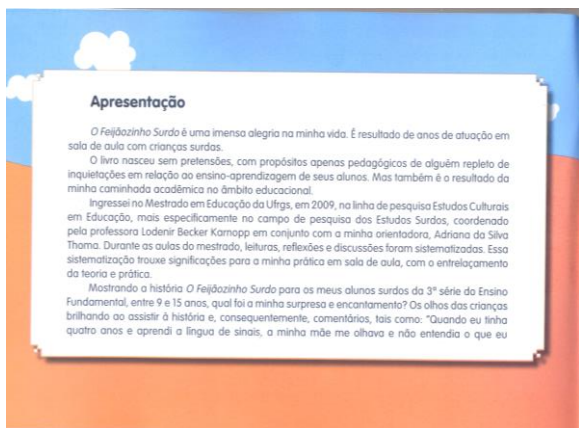 Apresentação
O Feijãozinho Surdo é uma imensa alegria na minha vida. É resultado de anos de atuação em
sala de aula com crianças surdas.
O livro nasceu sem pretensões, com propósitos apenas pedagógicos de alguém repleto de
inquietações em relação ao ensino-aprendizagem de seus alunos. Mas também é o resultado da
minha caminhada acadêmica no âmbito educacional.
Ingressei no Mestrado em Educação da Ufrgs, em 2009, na linha de pesquisa Estudos Culturais
em Educação, mais especificamente no campo de pesquisa dos Estudos Surdos, coordenado
pela professora Lodenir Becker Karnopp em conjunto com a minha orientadora, Adriana da Silva
Thoma. Durante as aulas do mestrado, leituras, reflexões e discussões foram sistematizadas. Essa
sistematização trouxe significações para a minha prática em sala de aula, com o entrelaçamento
da teoria e prática.
Mostrando a história O Feijãozinho Surdo para os meus alunos surdos da 3ª série do Ensino
Fundamental, entre 9 e 15 anos, qual foi a minha surpresa e encantamento? Os olhos das crianças
brilhando ao assistir à história e, consequentemente, comentários, tais como: "Quando eu tinha
quatro anos e aprendi a língua de sinais, a minha mãe me olhava e não entendia o que eu